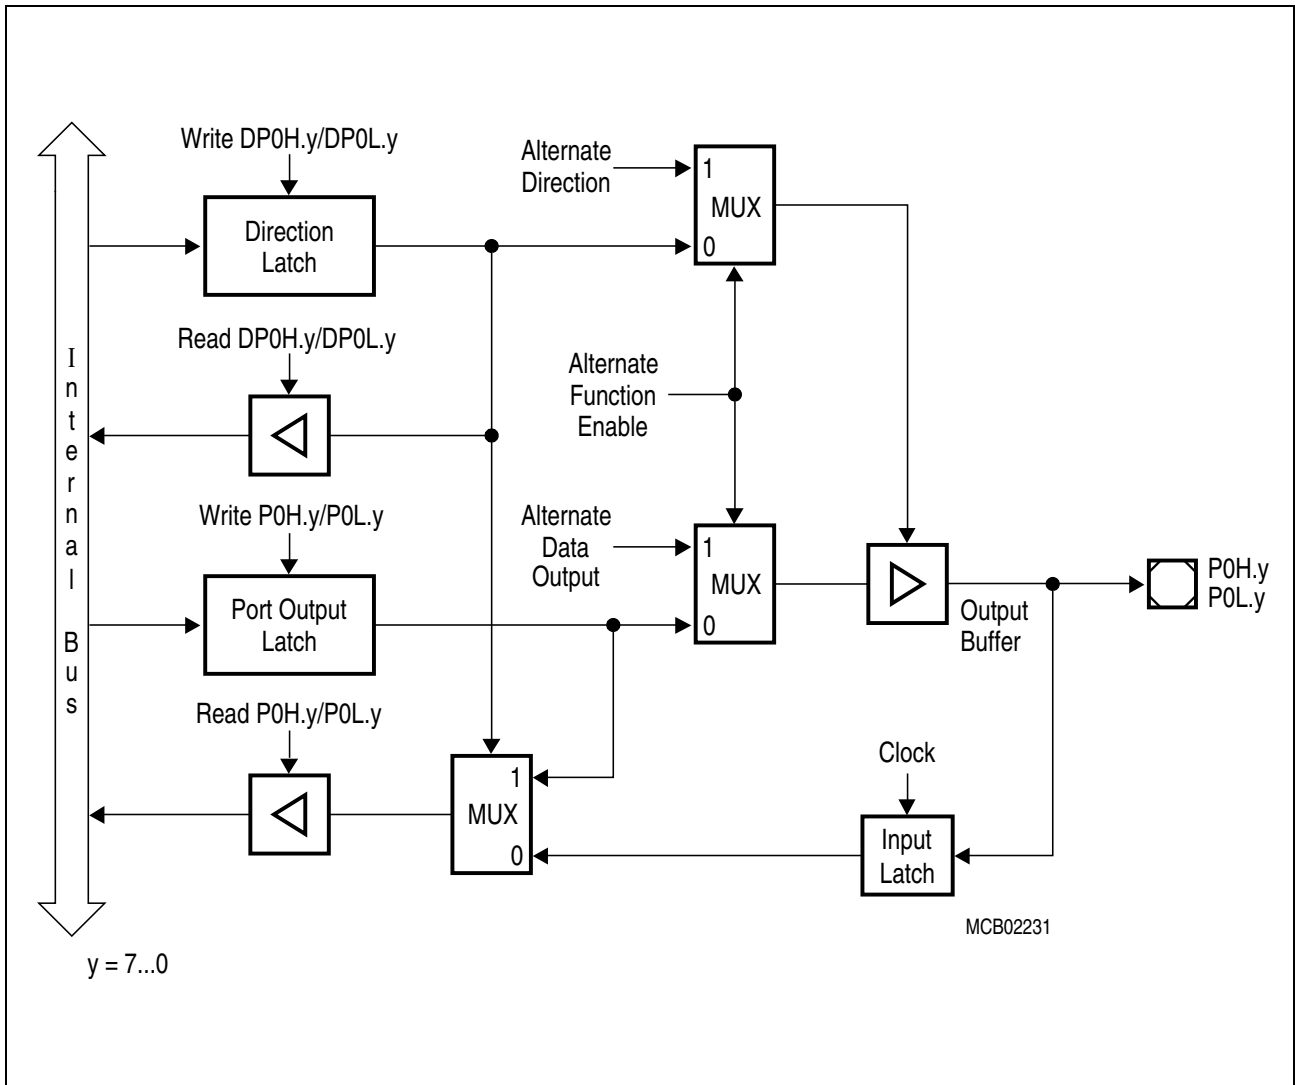 Write DP0H.y/DP0L.y
Alternate
Direction
1
MUX
0
Direction
Latch
Read DP0H.y/DP0L.y
Internal Bus
Alternate
Function
Enable
Write P0H.y/P0L.y
Alternate
Data
Output
1
MUX
0
Port Output
Latch
Output
Buffer
P0H.y
P0L.y
Read P0H.y/P0L.y
1
MUX
0
Clock
Input
Latch
MCB02231
y = 7...0